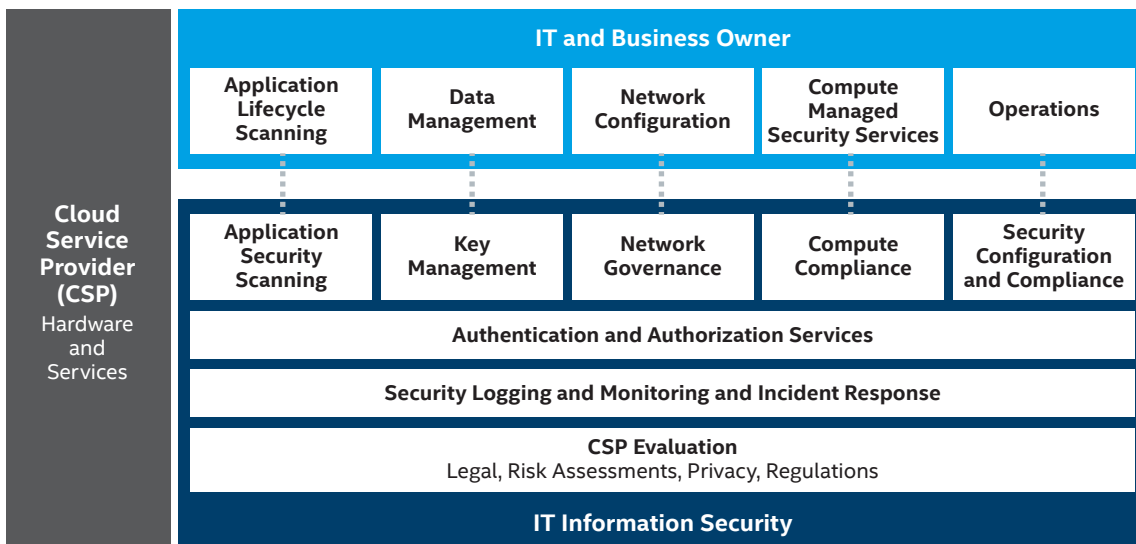 IT and Business Owner
Application
Lifecycle
Scanning
Data
Management
Network
Configuration
Compute
Managed
Security Services
Operations
Cloud
Service
Provider
(CSP)
Hardware
and
Services
Application
Security
Scanning
Key
Management
Network
Governance
Compute
Compliance
Security
Configuration
and Compliance
Authentication and Authorization Services
Security Logging and Monitoring and Incident Response
CSP Evaluation
Legal, Risk Assessments, Privacy, Regulations
IT Information Security